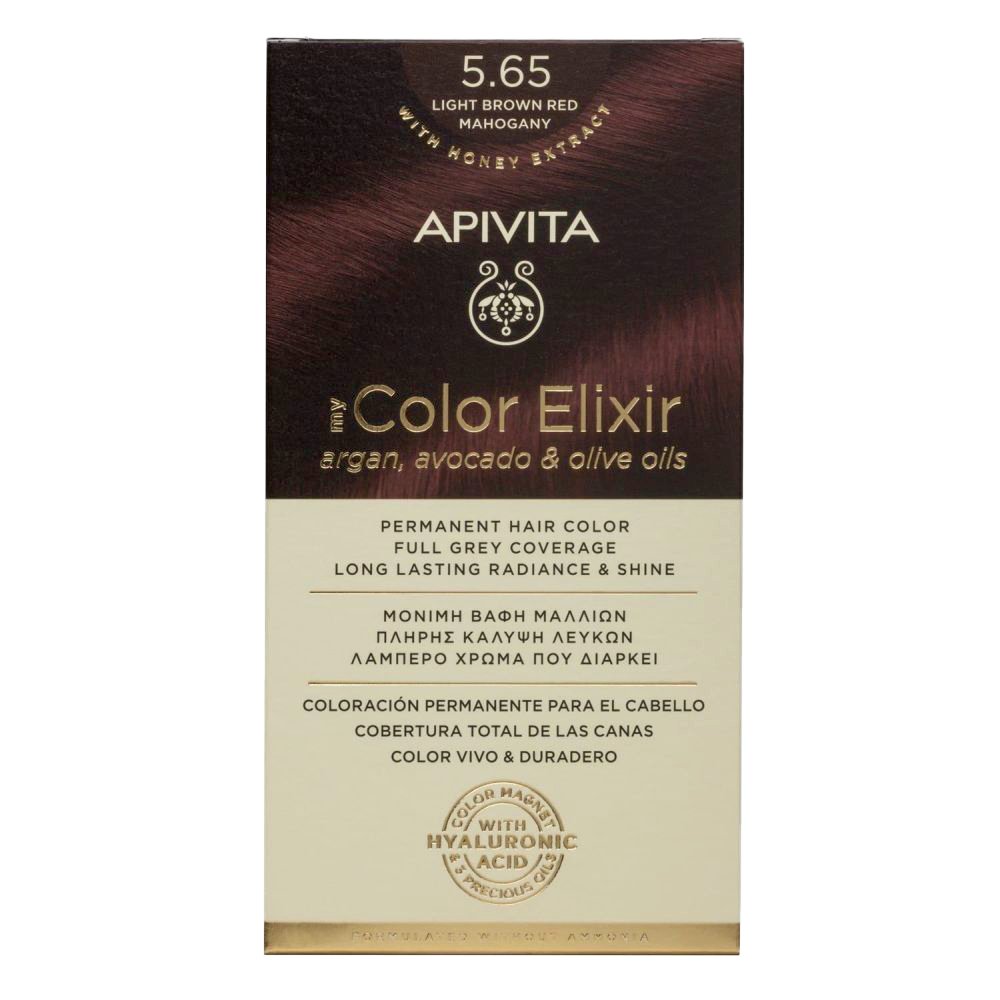 5.65
LIGHT BROWN RED
MAHOGANY
WITH HONEY EXTRACT
APIVITA
my Color Elixir
argan, avocado & olive oils
PERMANENT HAIR COLOR
FULL GREY COVERAGE
LONG LASTING RADIANCE & SHINE
ΜΟΝΙΜΗ ΒΑΦΗ ΜΑΛΛΙΩΝ
ΠΛΗΡΗΣ ΚΑΛΥΨΗ ΛΕΥΚΩΝ
ΛΑΜΠΕΡΟ ΧΡΩΜΑ ΠΟΥ ΔΙΑΡΚΕΙ
COLORACIÓN PERMANENTE PARA EL CABELLO
COBERTURA TOTAL DE LAS CANAS
COLOR VIVO & DURADERO
COLOR MAGNET
WITH
HYALURONIC
ACID
& 3 PRECIOUS OILS
FORMULATED WITHOUT AMMONIA